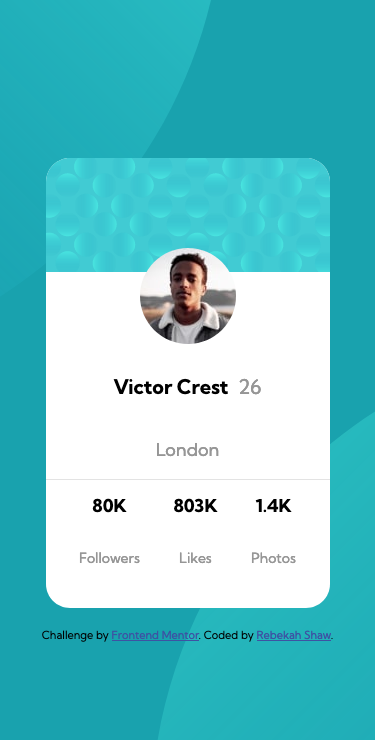 Victor Crest 26
London
80K 803K 1.4K
Followers Likes Photos
Challenge by Frontend Mentor. Coded by Rebekah Shaw.